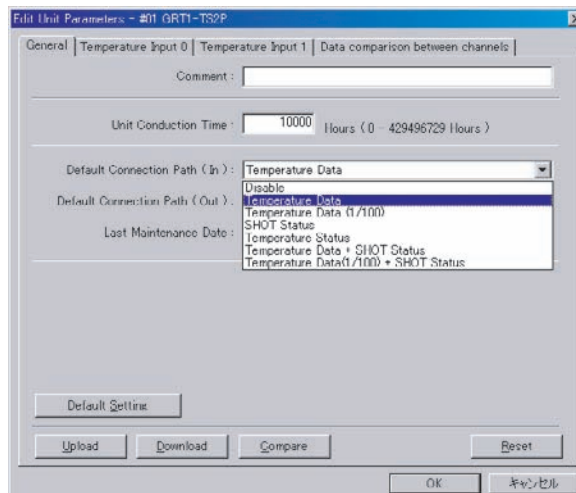 Edit Unit Parameters - #01 GRT1-TS2P
General Temperature Input 0 Temperature Input 1 Data comparison between channels
Comment :
Unit Conduction Time : 10000 Hours ( 0 - 429496729 Hours )
Default Connection Path ( In ) : Temperature Data
Disable
Default Connection Path ( Out ) : Temperature Data
Temperature Data (1/100)
SHOT Status
Last Maintenance Date : Temperature Status
Temperature Data + SHOT Status
Temperature Data(1/100) + SHOT Status
Default Setting
Upload Download Compare Reset
OK キャンセル